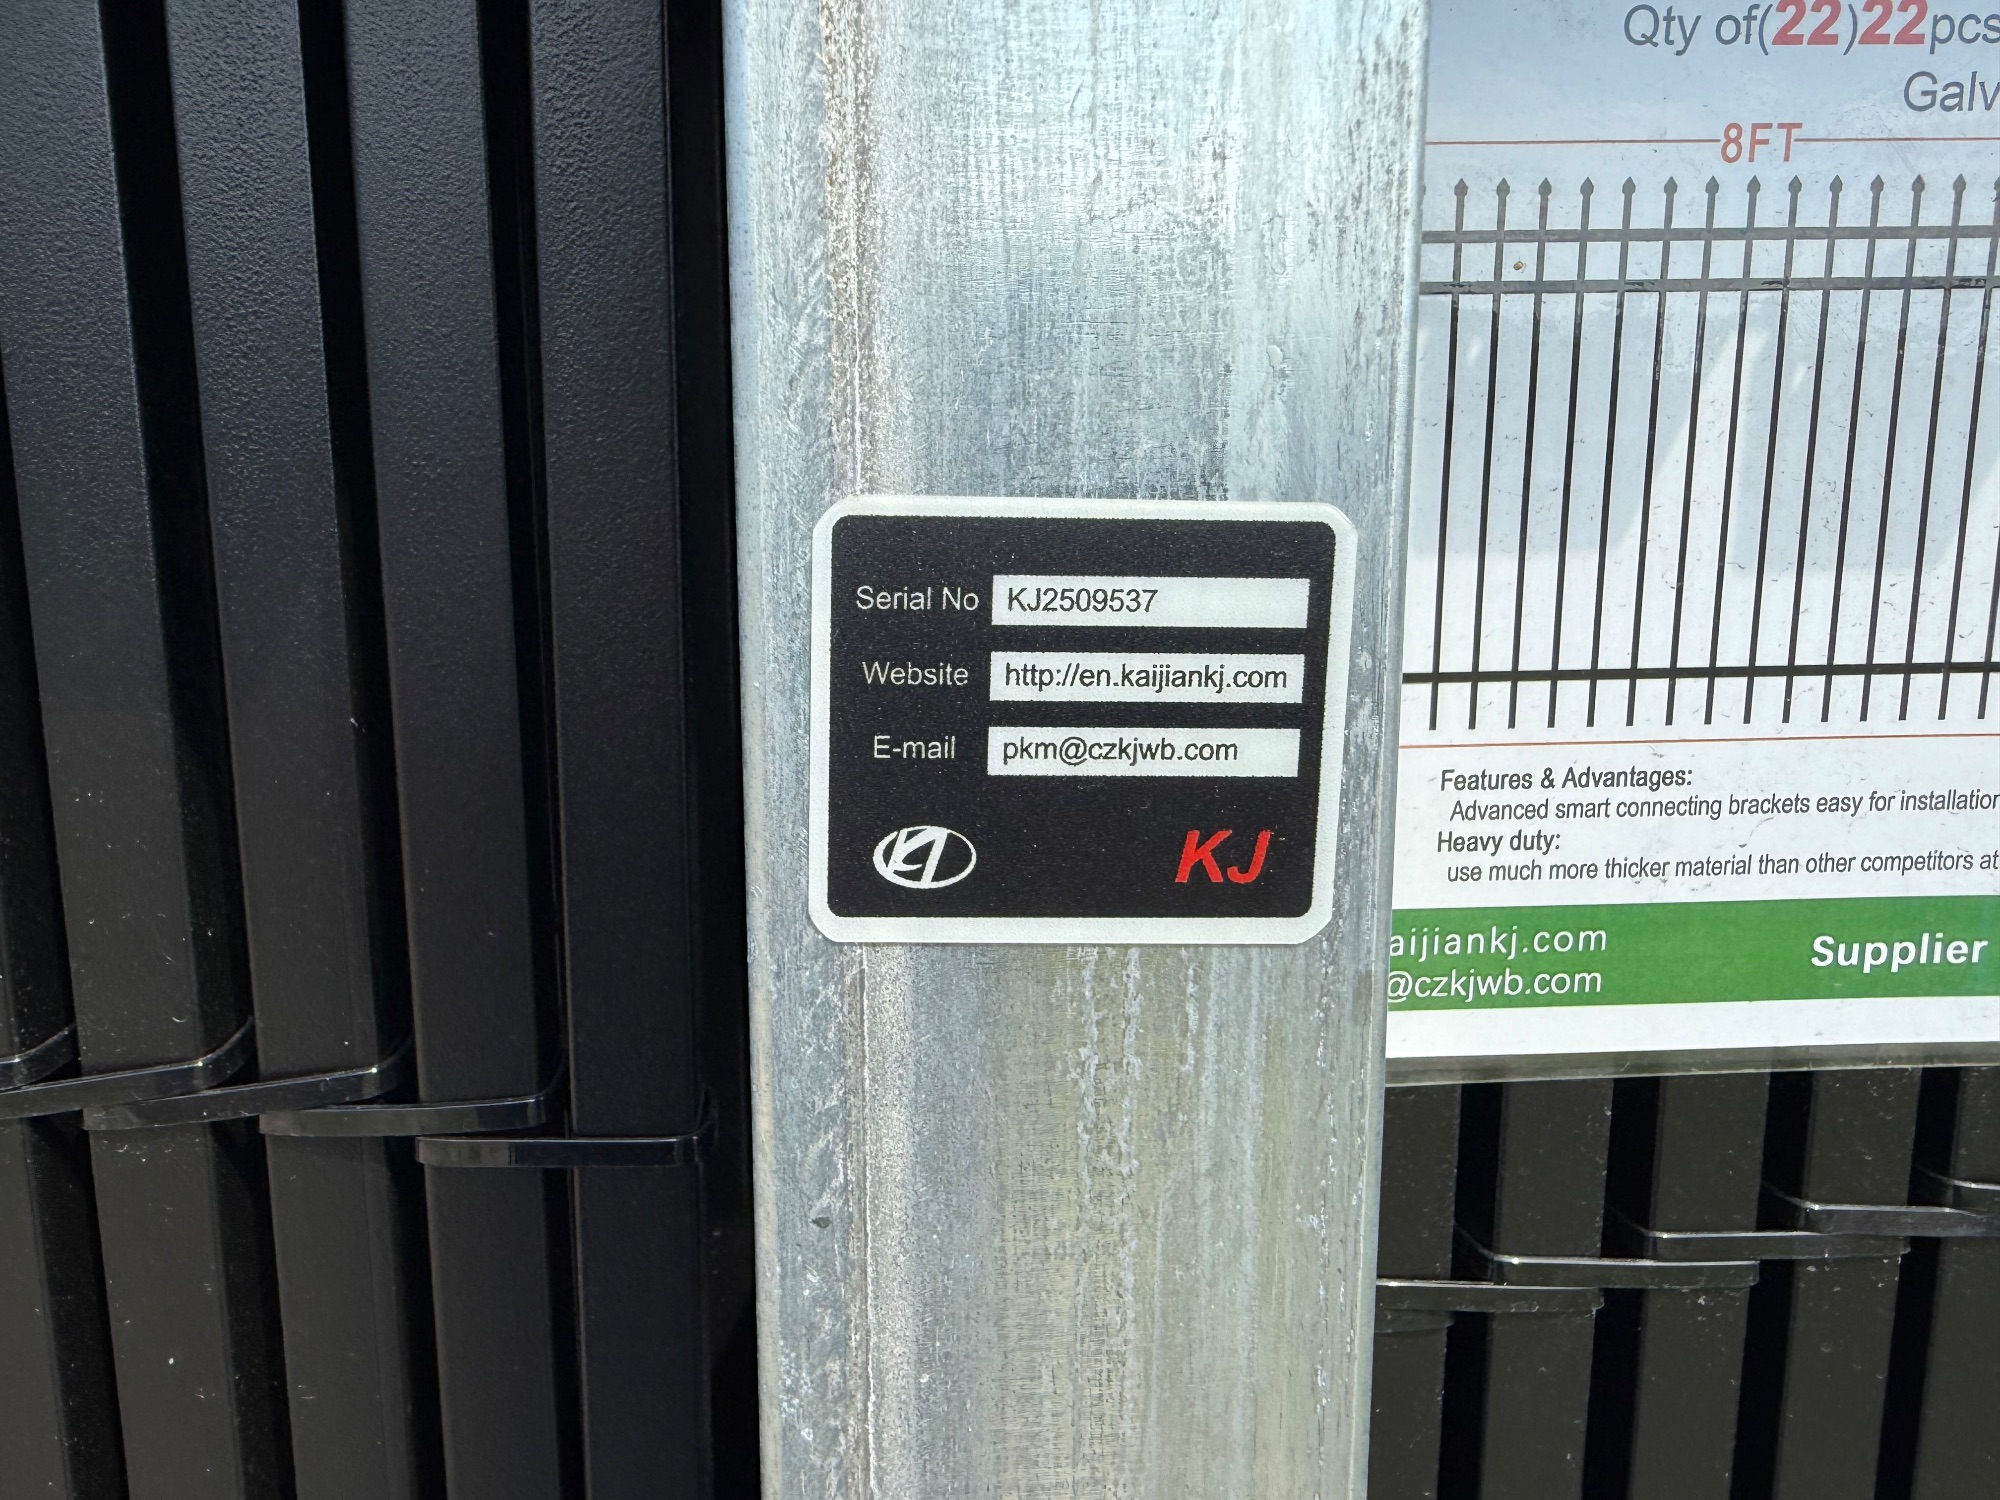 Qty of(22)22pcs
Galv
8FT
Serial No KJ2509537
Website http://en.kaijiankj.com
E-mail pkm@czkjwb.com
KJ KJ
Features & Advantages:
Advanced smart connecting brackets easy for installation
Heavy duty:
use much more thicker material than other competitors at
aijiankj.com
@czkjwb.com
Supplier